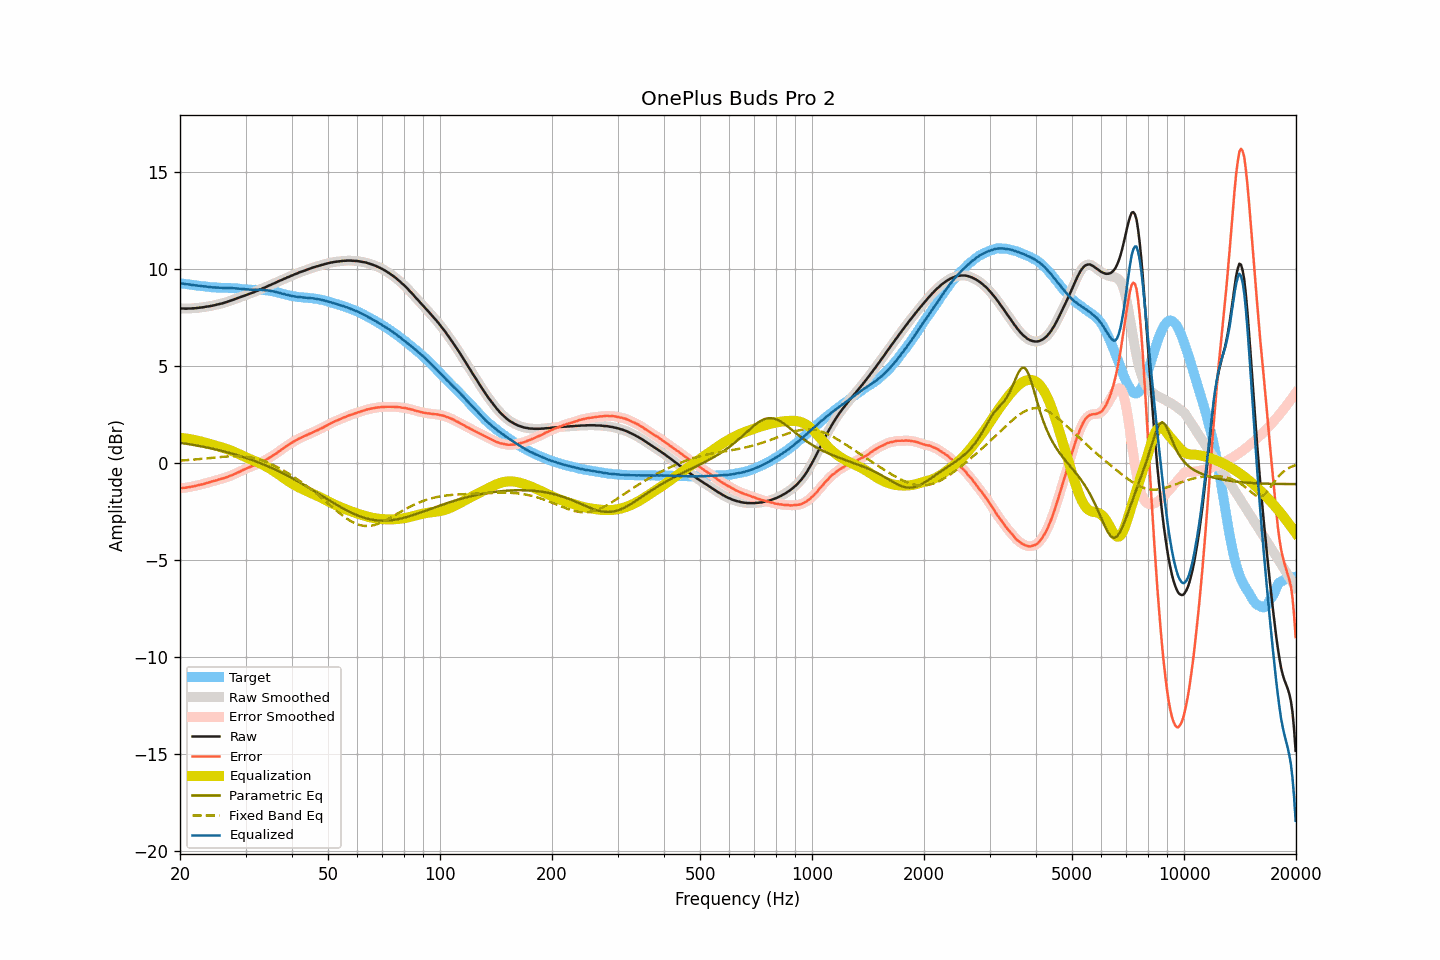 OnePlus Buds Pro 2
Amplitude (dBr)
15
10
5
0
−5
−10
−15
−20
Target
Raw Smoothed
Error Smoothed
Raw
Error
Equalization
Parametric Eq
Fixed Band Eq
Equalized
20 50 100 200 500 1000 2000 5000 10000 20000
Frequency (Hz)